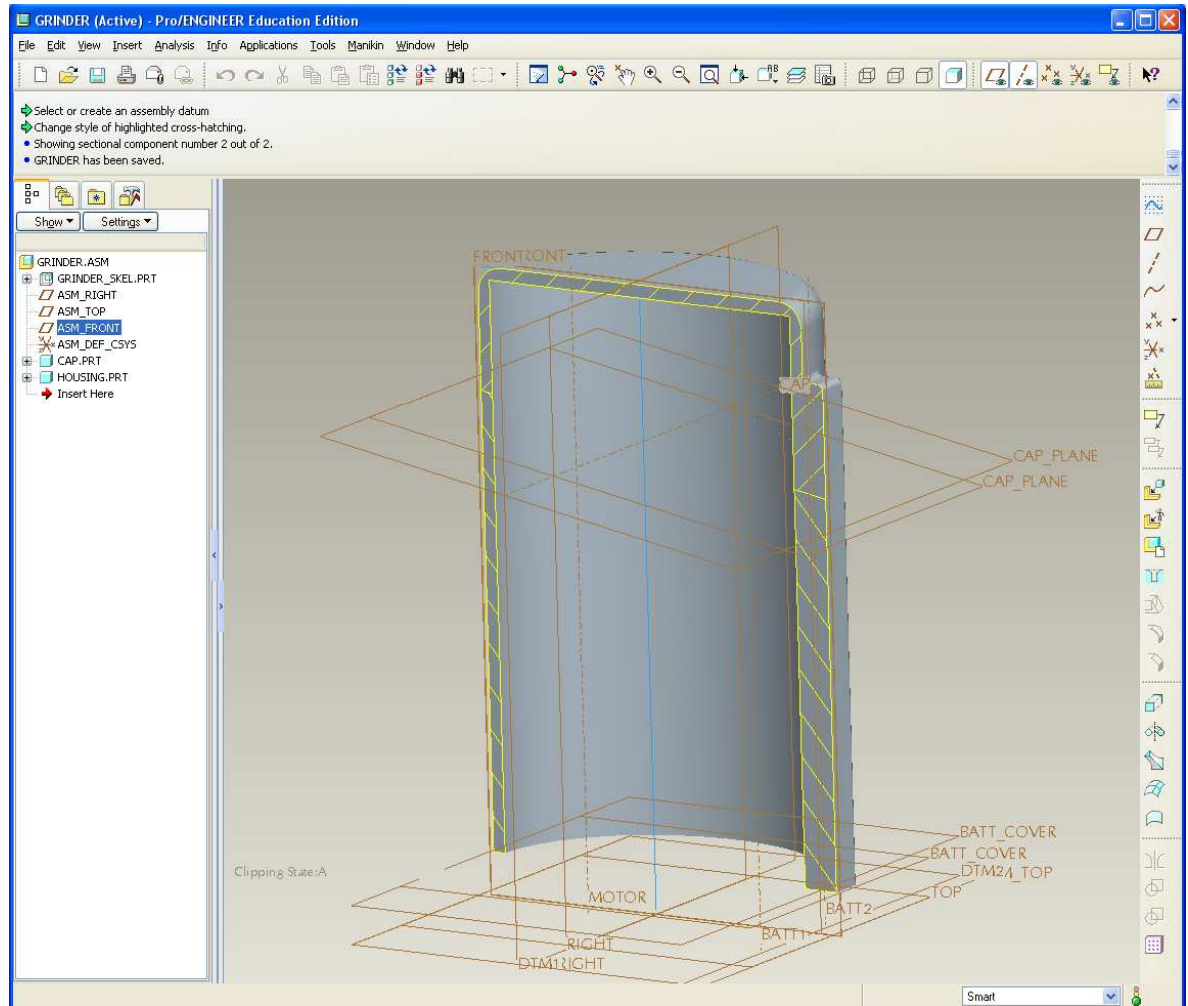 GRINDER (Active) - Pro/ENGINEER Education Edition
File Edit View Insert Analysis Info Applications Tools Manikin Window Help
Select or create an assembly datum
Change style of highlighted cross-hatching.
Showing sectional component number 2 out of 2.
GRINDER has been saved.
Show Settings
GRINDER.ASM
GRINDER_SKEL.PRT
ASM_RIGHT
ASM_TOP
ASM_FRONT
ASM_DEF_CSYS
CAP.PRT
HOUSING.PRT
Insert Here
FRONT
CAP
CAP_PLANE
CAP_PLANE
BATT_COVER
BATT_COVER
Clipping State:A
TOP
MOTOR
BATT2
BATT1
RIGHT
DTM1
RIGHT
Smart